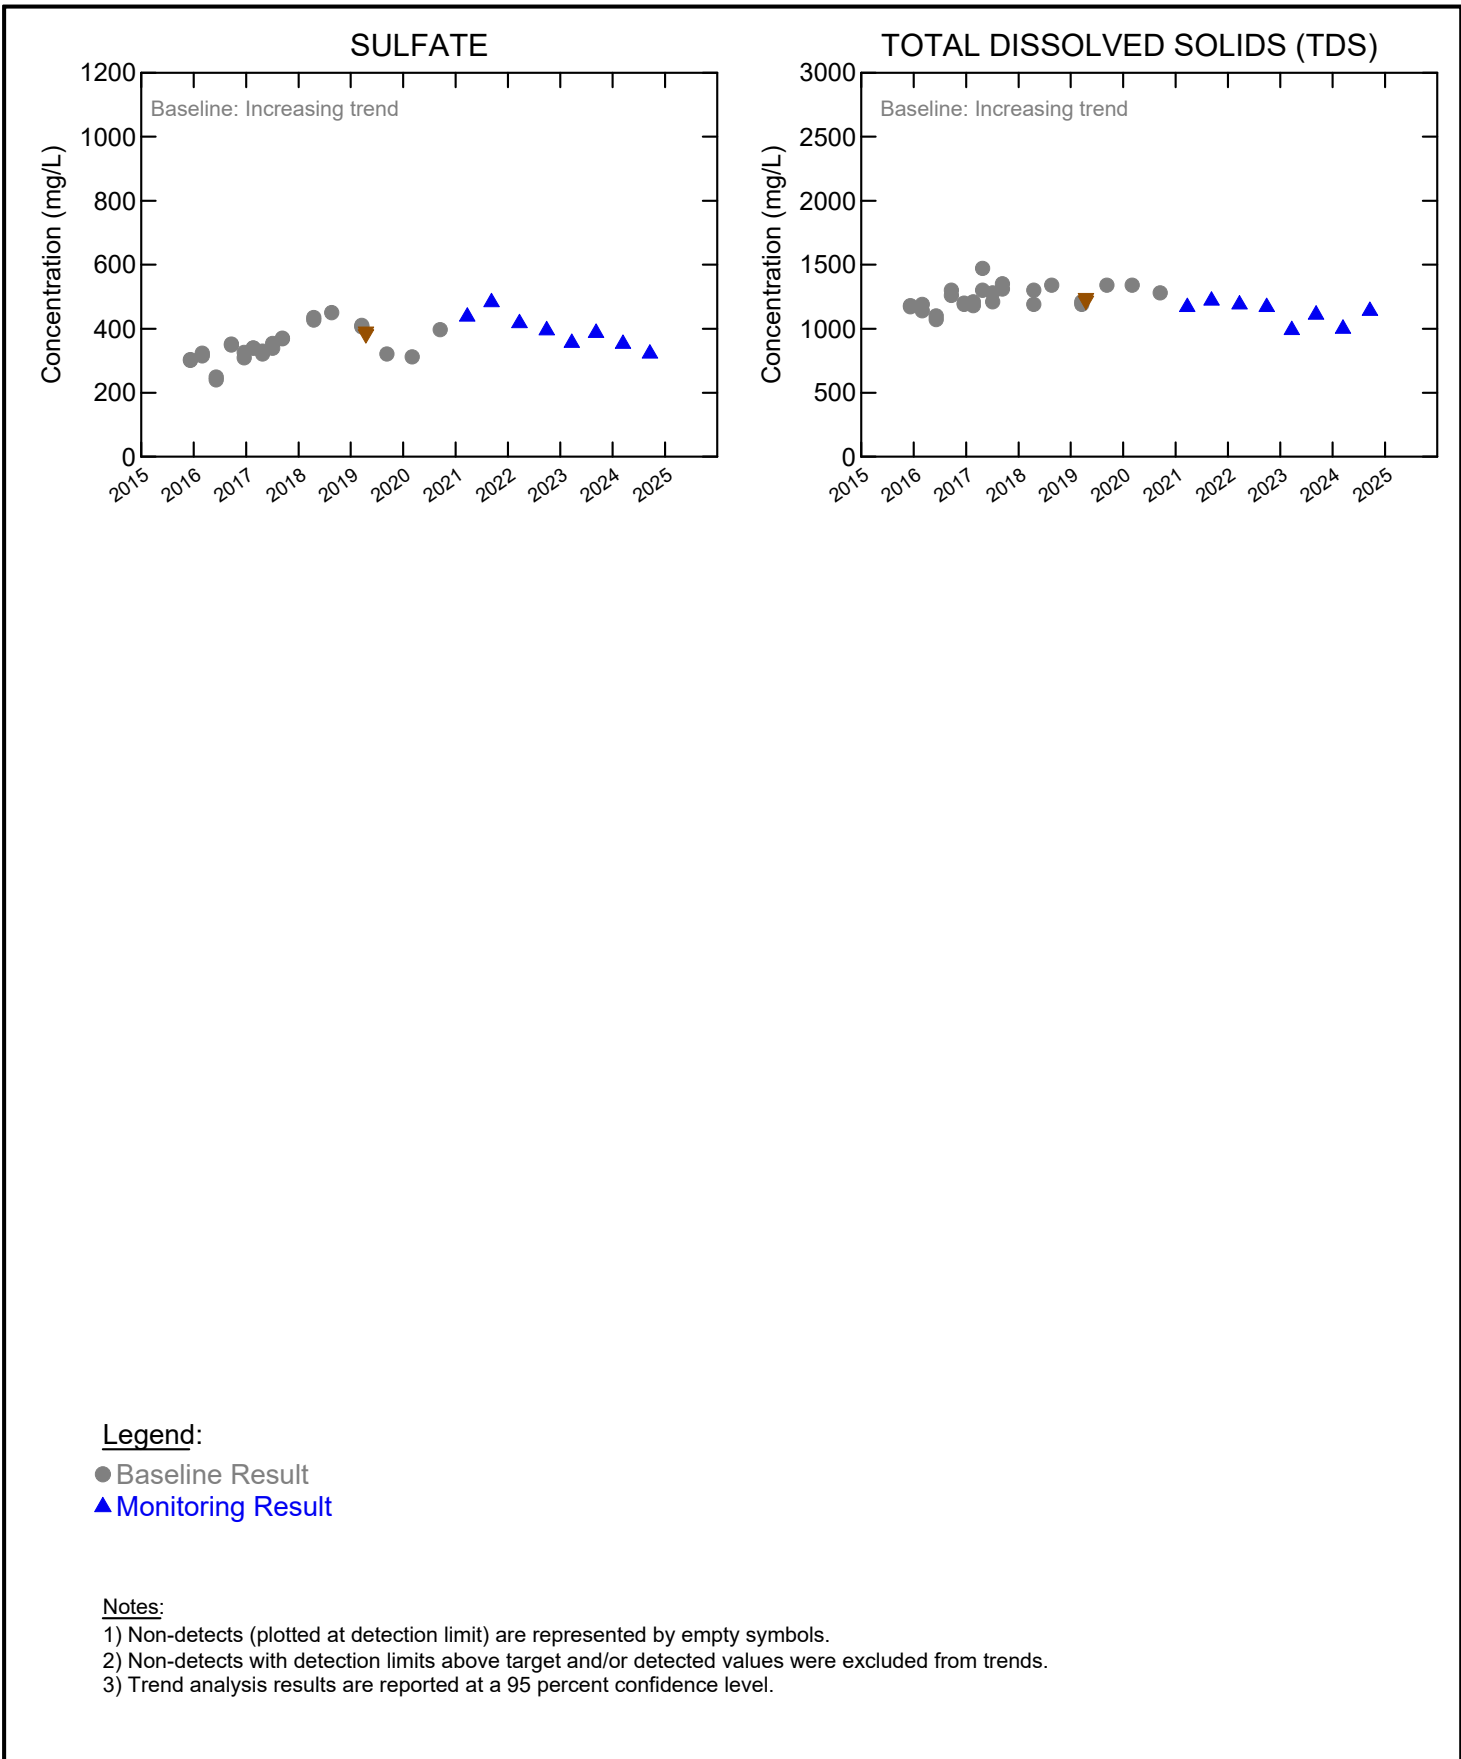 SULFATE
1200
1000
800
600
400
200
0
Concentration (mg/L)
Baseline: Increasing trend
2015 2016 2017 2018 2019 2020 2021 2022 2023 2024 2025
TOTAL DISSOLVED SOLIDS (TDS)
3000
2500
2000
1500
1000
500
0
Concentration (mg/L)
Baseline: Increasing trend
2015 2016 2017 2018 2019 2020 2021 2022 2023 2024 2025
Legend:
Baseline Result
Monitoring Result
Notes:
1) Non-detects (plotted at detection limit) are represented by empty symbols.
2) Non-detects with detection limits above target and/or detected values were excluded from trends.
3) Trend analysis results are reported at a 95 percent confidence level.